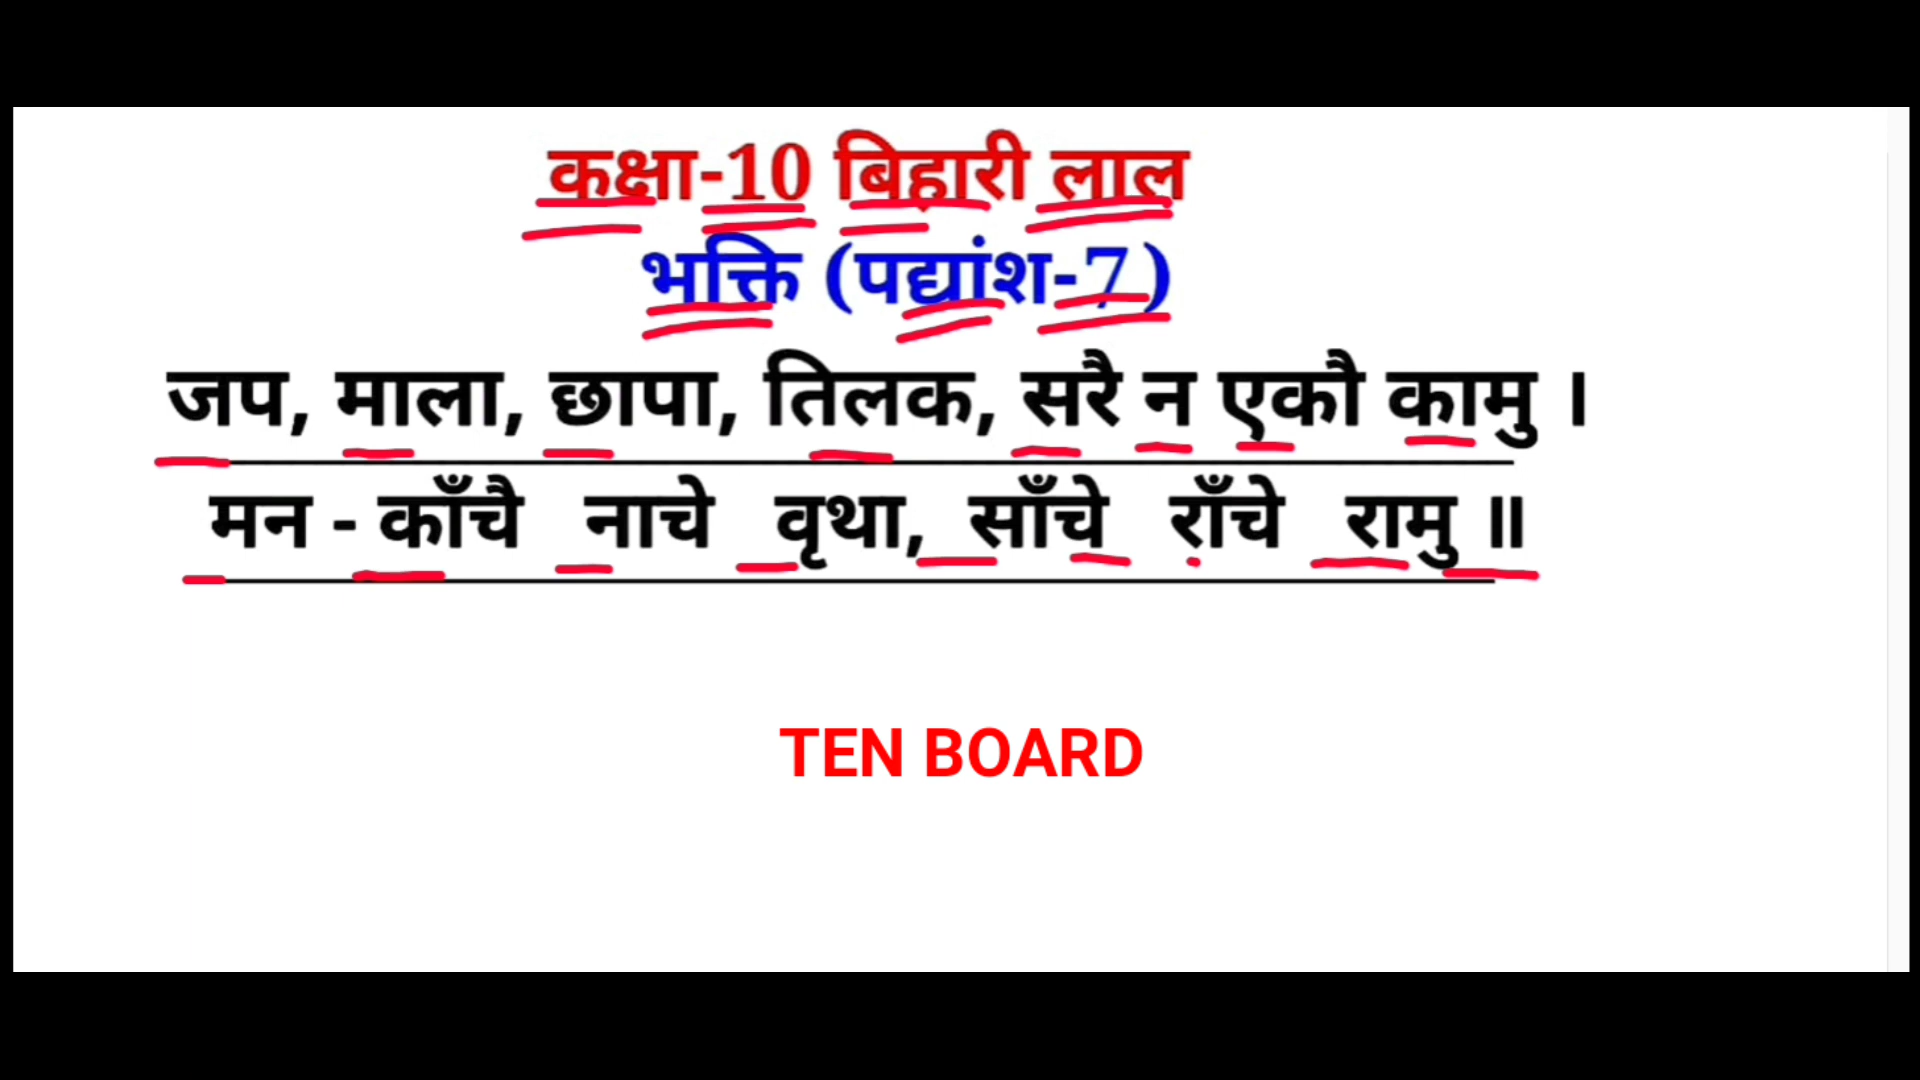 कक्षा-10 बिहारी लाल
भक्ति (पद्यांश-7)
जप, माला, छापा, तिलक, सरै न एकौ कामु ।
मन - काँचै नाचे वृथा, साँचे राँचे रामु ॥
TEN BOARD